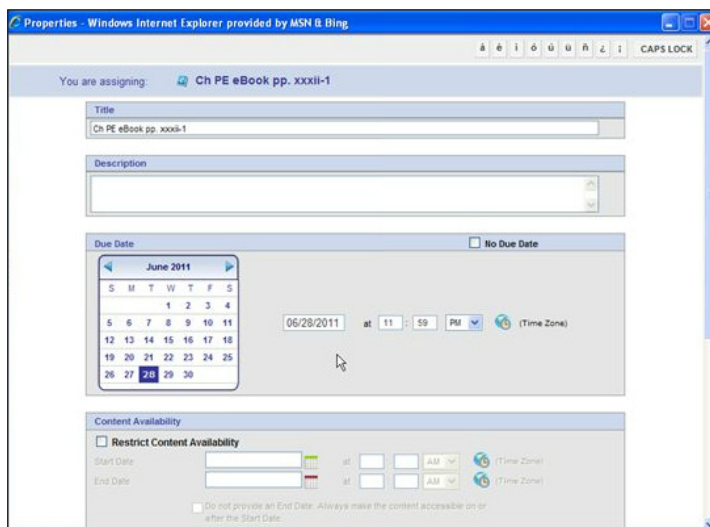 Properties - Windows Internet Explorer provided by MSN & Bing
á é í ó ú ü ñ ¿ ¡ CAPS LOCK
You are assigning: Ch PE eBook pp. xxxii-1
Title
Ch PE eBook pp. xxxii-1
Description
Due Date No Due Date
June 2011
S M T W T F S
1 2 3 4
5 6 7 8 9 10 11
12 13 14 15 16 17 18
19 20 21 22 23 24 25
26 27 28 29 30
06/28/2011 at 11 : 59 PM (Time Zone)
Content Availability
Restrict Content Availability
Start Date at : AM (Time Zone)
End Date at : AM (Time Zone)
Do not provide an End Date. Always make the content accessible on or
after the Start Date.